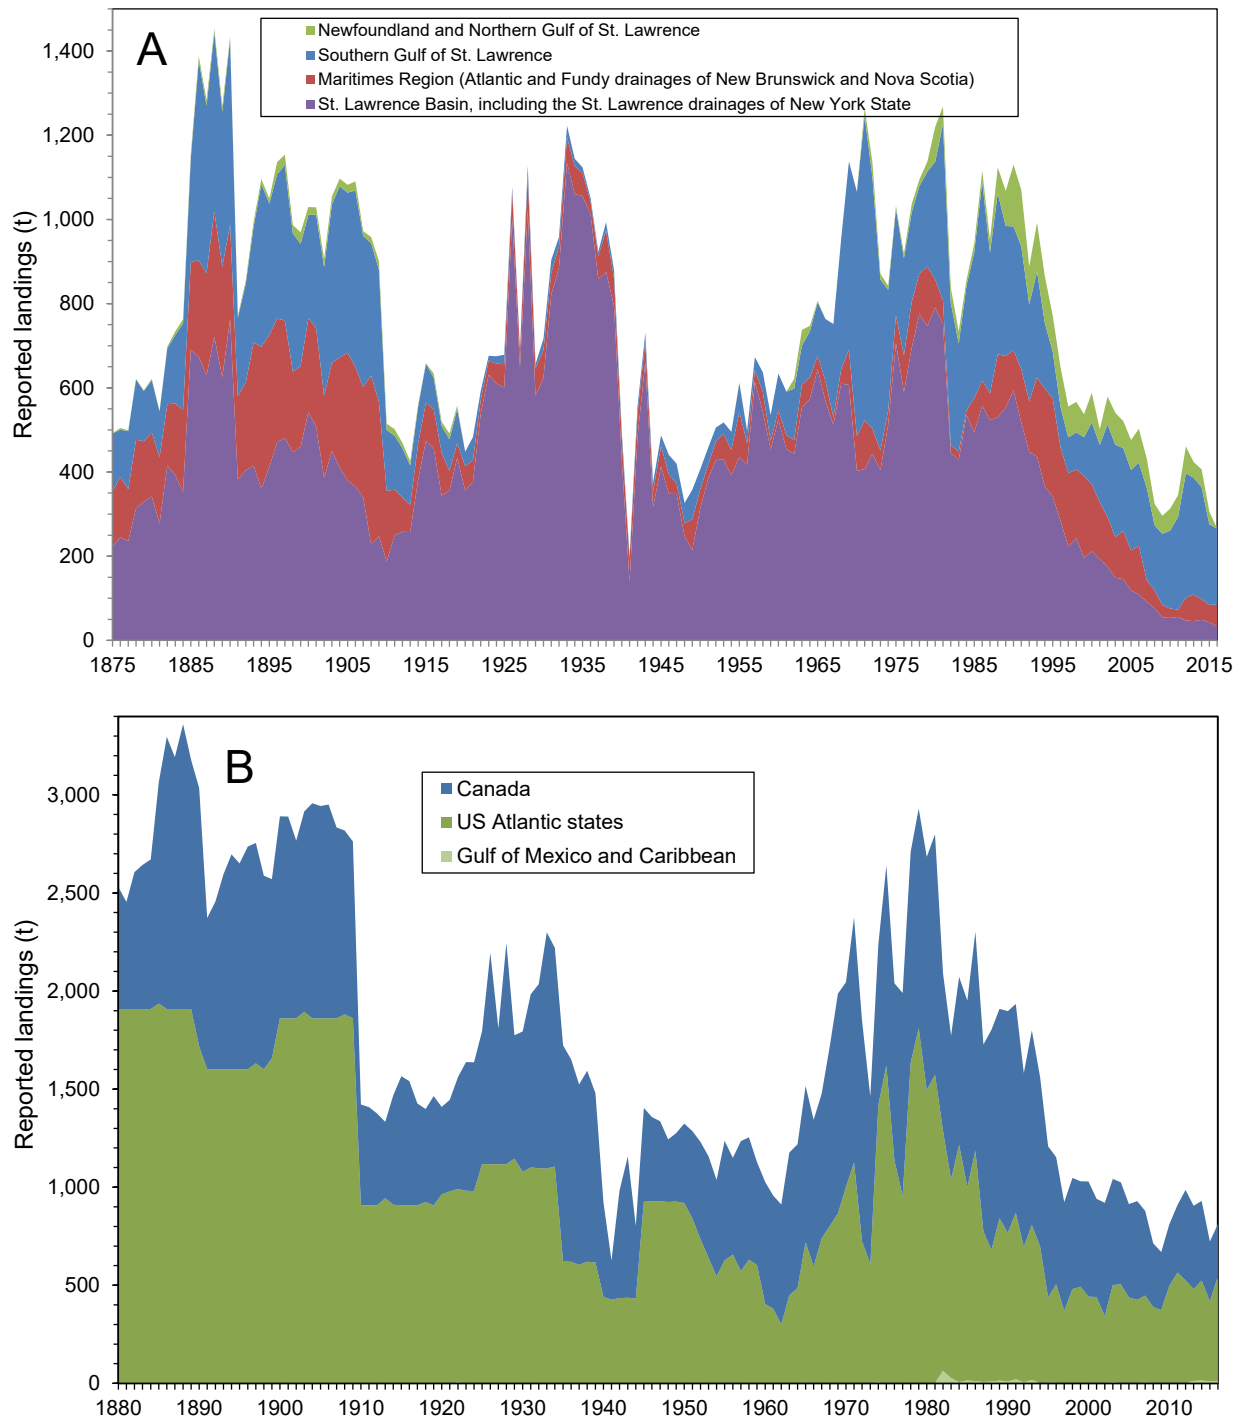 A
Newfoundland and Northern Gulf of St. Lawrence
Southern Gulf of St. Lawrence
Maritimes Region (Atlantic and Fundy drainages of New Brunswick and Nova Scotia)
St. Lawrence Basin, including the St. Lawrence drainages of New York State
Reported landings (t)
1,400
1,200
1,000
800
600
400
200
0
1875 1885 1895 1905 1915 1925 1935 1945 1955 1965 1975 1985 1995 2005 2015
B
Canada
US Atlantic states
Gulf of Mexico and Caribbean
Reported landings (t)
3,000
2,500
2,000
1,500
1,000
500
0
1880 1890 1900 1910 1920 1930 1940 1950 1960 1970 1980 1990 2000 2010